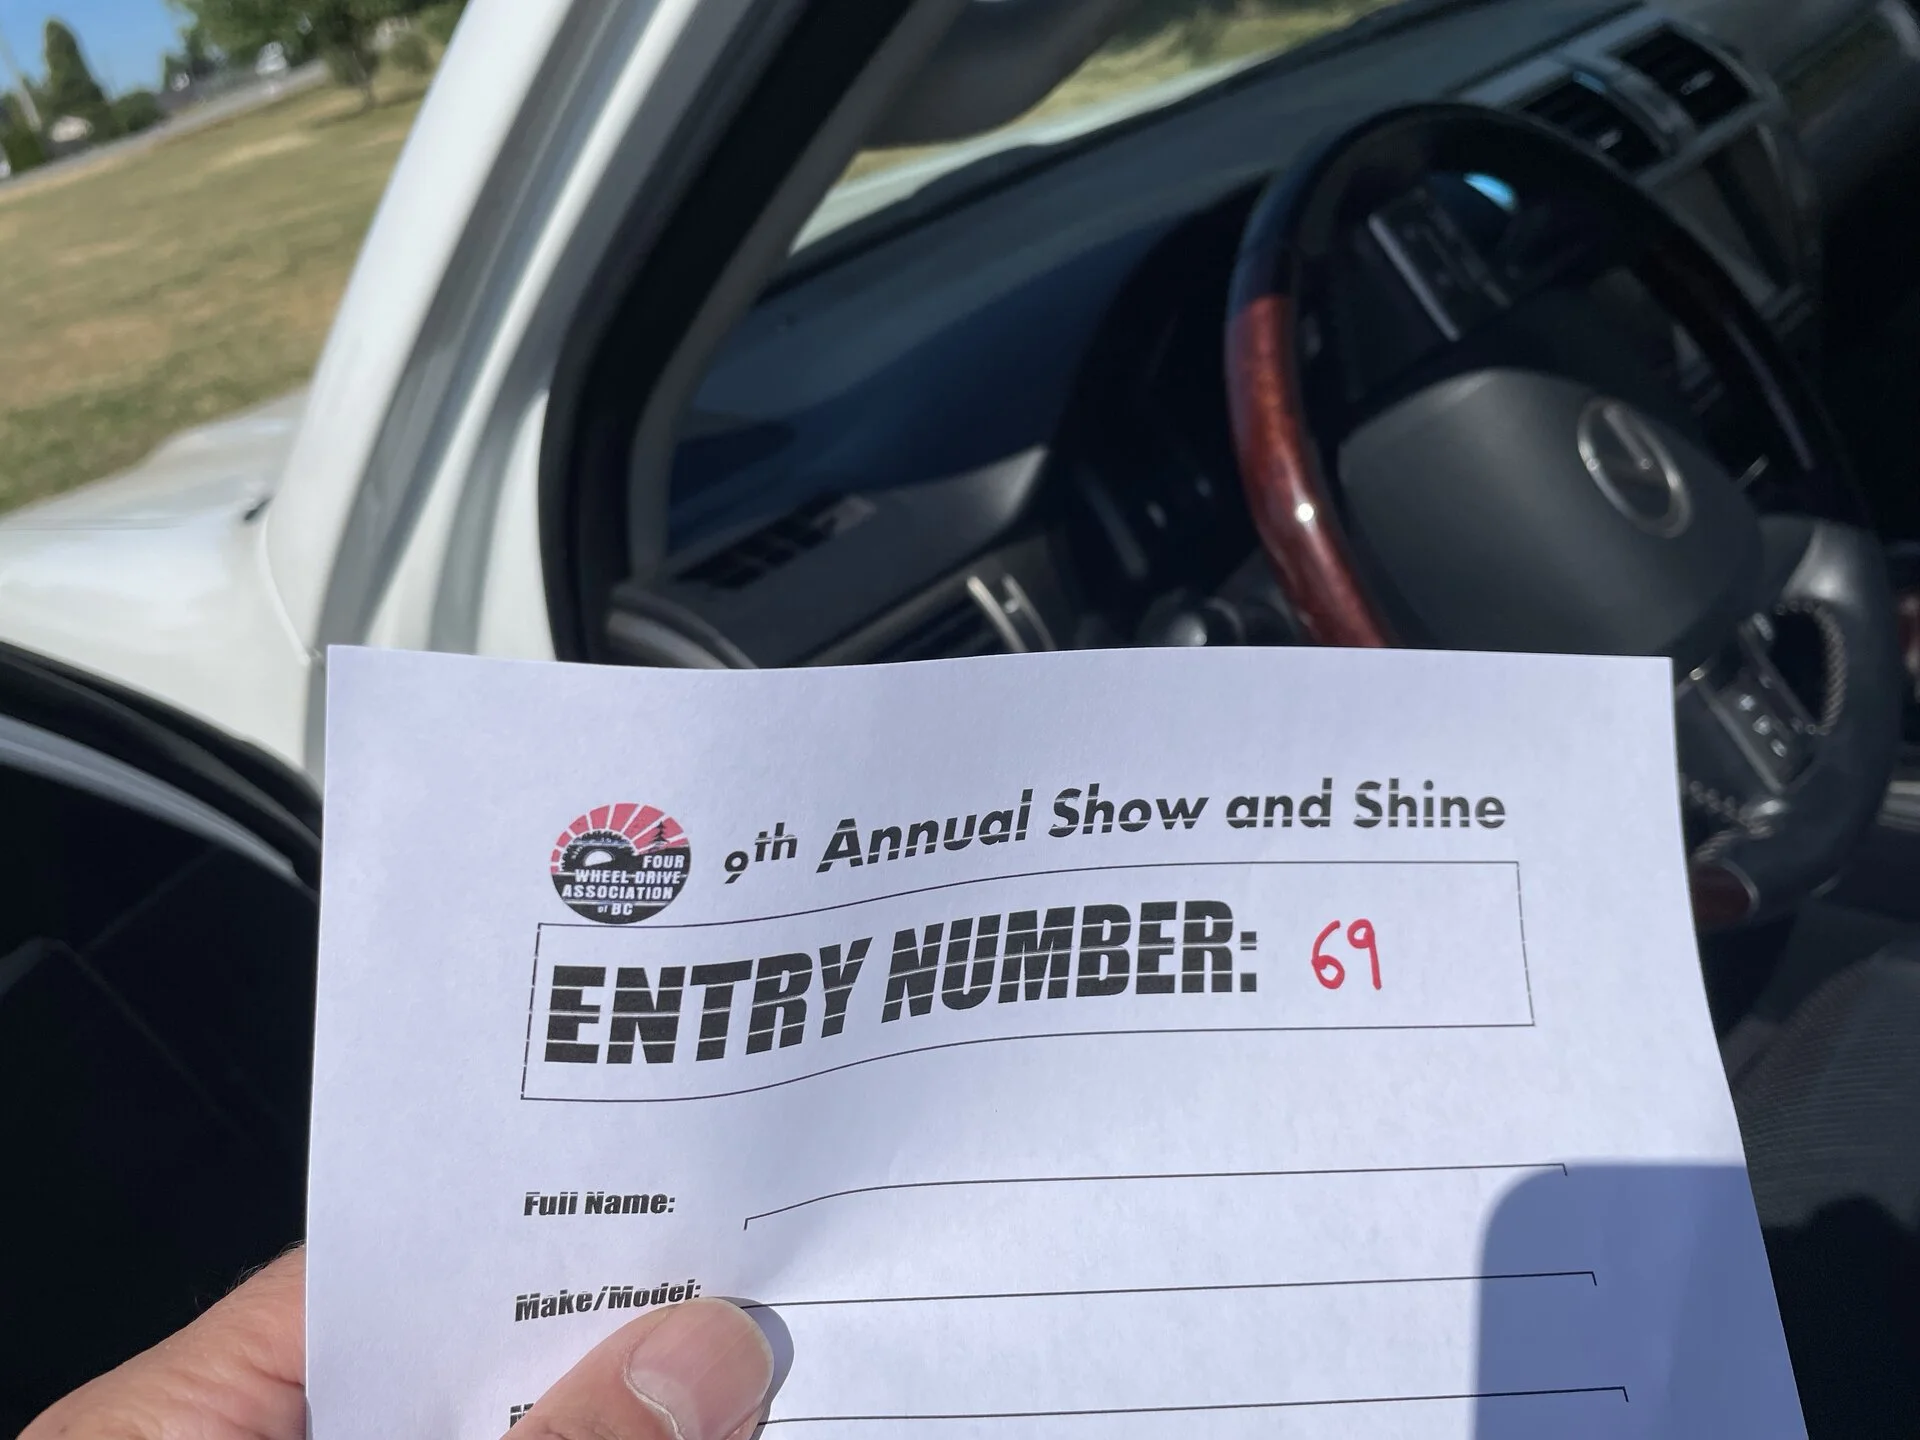 FOUR
WHEEL DRIVE
ASSOCIATION
of BC
9th Annual Show and Shine
ENTRY NUMBER: 69
Full Name:
Make/Model: